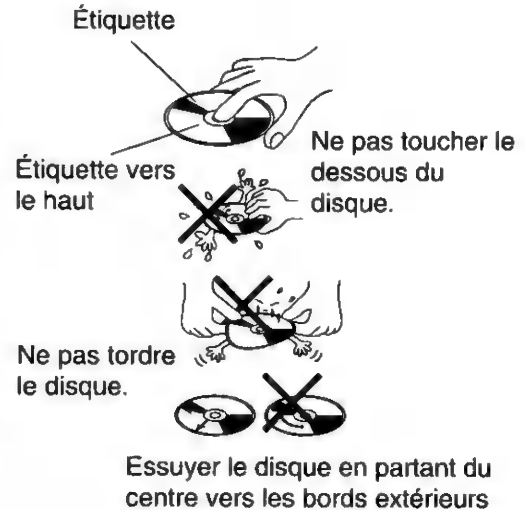 Étiquette
Étiquette vers
le haut
Ne pas toucher le
dessous du
disque.
Ne pas tordre
le disque.
Essuyer le disque en partant du
centre vers les bords extérieurs